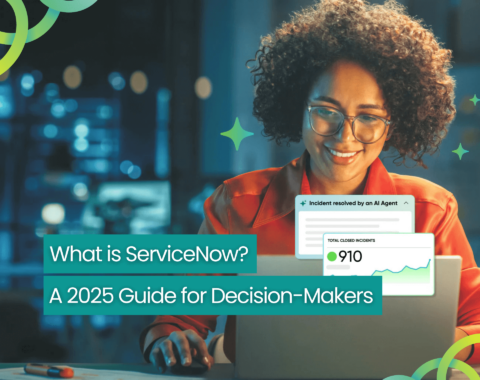 Incident resolved by an AI Agent
TOTAL CLOSED INCIDENTS
910
What is ServiceNow?
A 2025 Guide for Decision-Makers